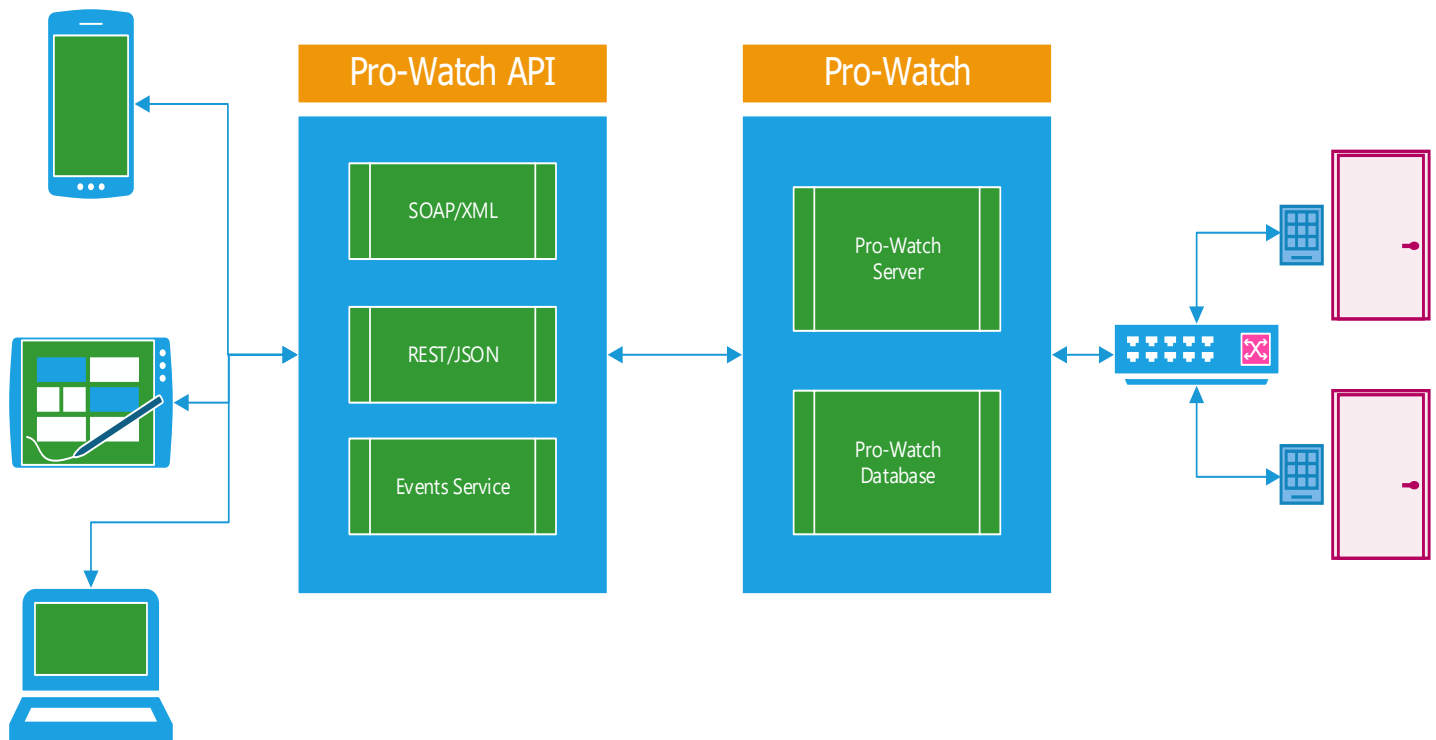 Pro-Watch API
Pro-Watch
SOAP/XML
REST/JSON
Events Service
Pro-Watch
Server
Pro-Watch
Database